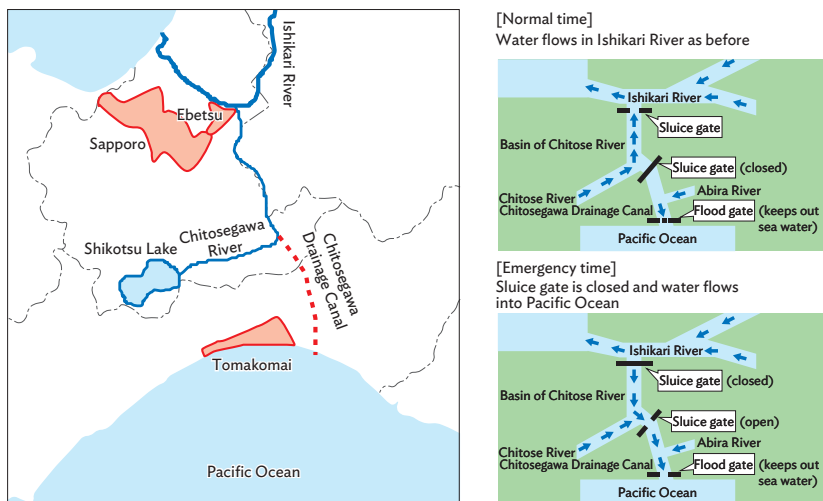 Ishikari River
Ebetsu
Sapporo
Chitosegawa
River
Shikotsu Lake
Chitosegawa
Drainage Canal
Tomakomai
Pacific Ocean
[Normal time]
Water flows in Ishikari River as before
Ishikari River
Sluice gate
Basin of Chitose River
Sluice gate (closed)
Chitose River
Abira River
Chitosegawa Drainage Canal
Flood gate (keeps out
sea water)
Pacific Ocean
[Emergency time]
Sluice gate is closed and water flows
into Pacific Ocean
Ishikari River
Sluice gate (closed)
Basin of Chitose River
Sluice gate (open)
Chitose River
Abira River
Chitosegawa Drainage Canal
Flood gate (keeps out
sea water)
Pacific Ocean